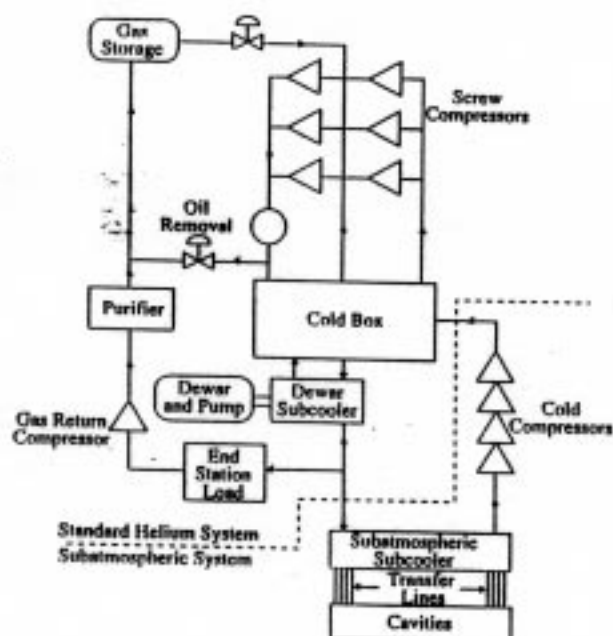 Gas
Storage
Screw
Compressors
Oil
Removal
Purifier
Cold Box
Dewar
and Pump
Dewar
Subcooler
Gas Return
Compressor
Cold
Compressors
End
Station
Load
Standard Helium System
Subatmospheric System
Subatmospheric
Subcooler
Transfer
Lines
Cavities